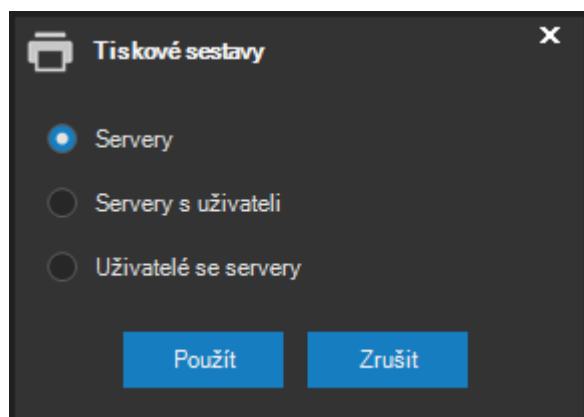 Tiskové sestavy
Servery
Servery s uživateli
Uživatelé se servery
Použít
Zrušit